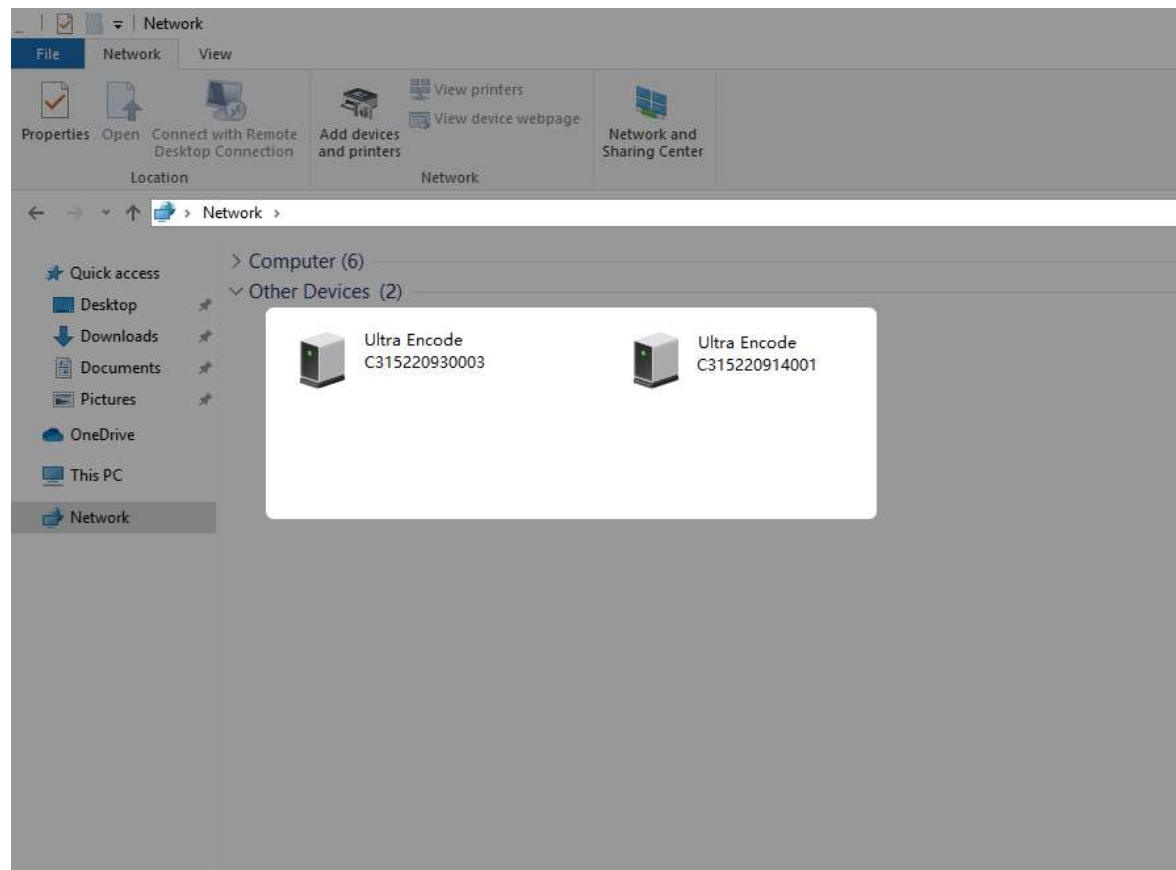 Network
File Network View
Properties Open Connect with Remote Desktop Connection
Add devices and printers
View printers
View device webpage
Network and Sharing Center
Location Network
Network
Quick access
Desktop
Downloads
Documents
Pictures
OneDrive
This PC
Network
Computer (6)
Other Devices (2)
Ultra Encode
C315220930003
Ultra Encode
C315220914001